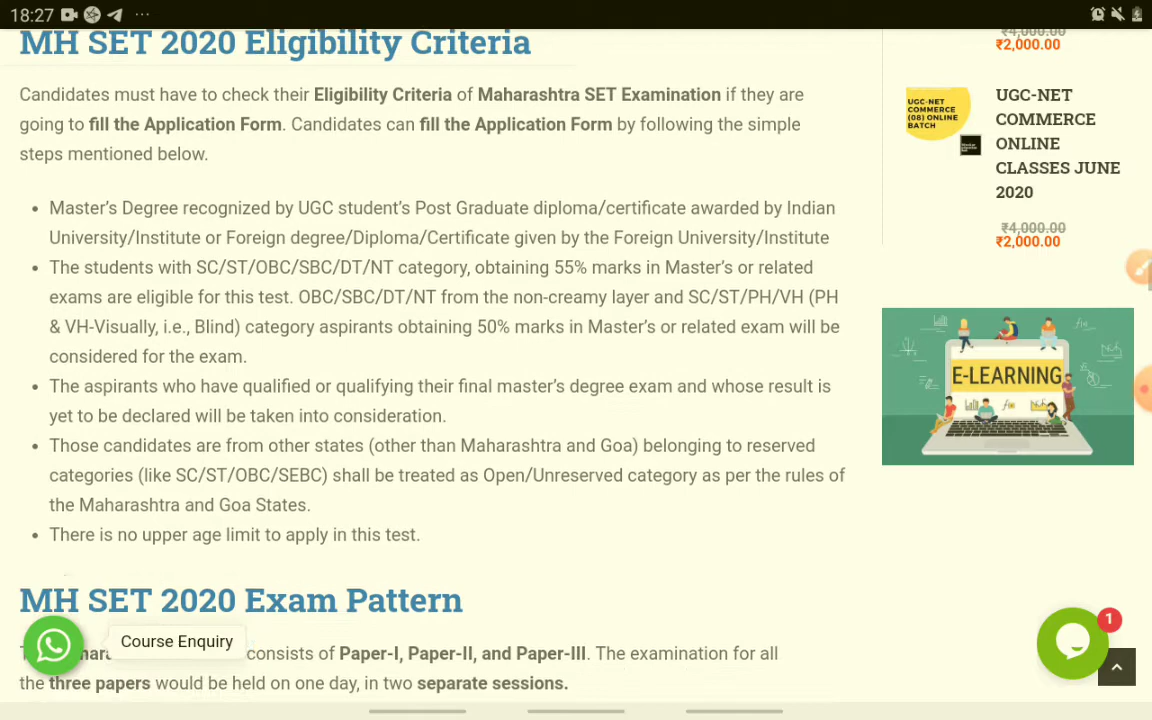 18:27
MH SET 2020 Eligibility Criteria
Candidates must have to check their Eligibility Criteria of Maharashtra SET Examination if they are
going to fill the Application Form. Candidates can fill the Application Form by following the simple
steps mentioned below.
Master's Degree recognized by UGC student's Post Graduate diploma/certificate awarded by Indian
University/Institute or Foreign degree/Diploma/Certificate given by the Foreign University/Institute
The students with SC/ST/OBC/SBC/DT/NT category, obtaining 55% marks in Master's or related
exams are eligible for this test. OBC/SBC/DT/NT from the non-creamy layer and SC/ST/PH/VH (PH
& VH-Visually, i.e., Blind) category aspirants obtaining 50% marks in Master's or related exam will be
considered for the exam.
The aspirants who have qualified or qualifying their final master's degree exam and whose result is
yet to be declared will be taken into consideration.
Those candidates are from other states (other than Maharashtra and Goa) belonging to reserved
categories (like SC/ST/OBC/SEBC) shall be treated as Open/Unreserved category as per the rules of
the Maharashtra and Goa States.
There is no upper age limit to apply in this test.
MH SET 2020 Exam Pattern
consists of Paper-I, Paper-II, and Paper-III. The examination for all
the three papers would be held on one day, in two separate sessions.
Course Enquiry
₹4,000.00
₹2,000.00
UGC-NET
COMMERCE
(08) ONLINE
BATCH
UGC-NET
COMMERCE
ONLINE
CLASSES JUNE
2020
₹4,000.00
₹2,000.00
E-LEARNING
1